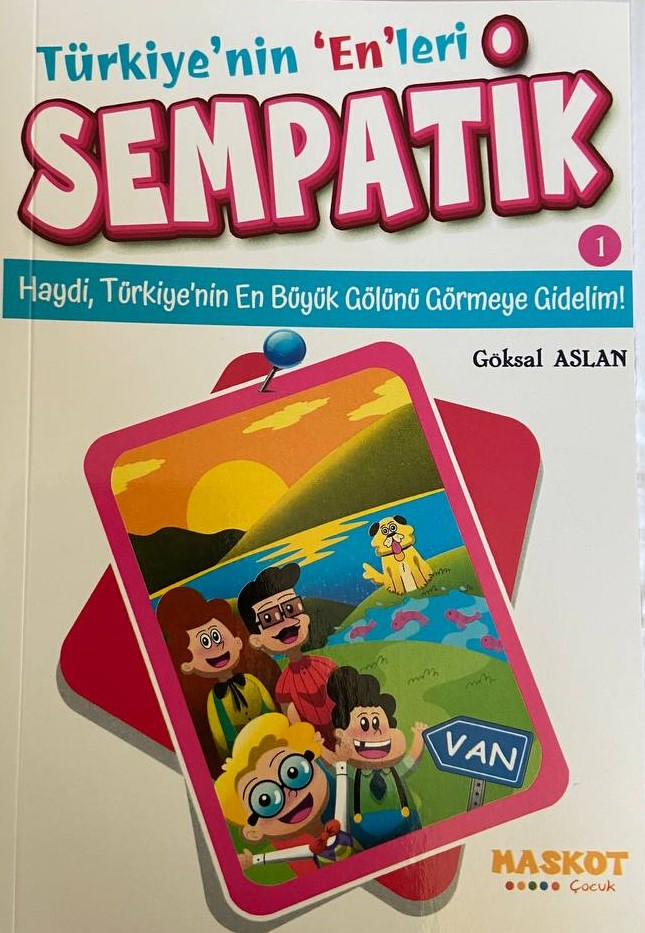 Türkiye'nin 'En'leri
SEMPATİK
1
Haydi, Türkiye'nin En Büyük Gölünü Görmeye Gidelim!
Göksal ASLAN
VAN
MASKOT
Çocuk